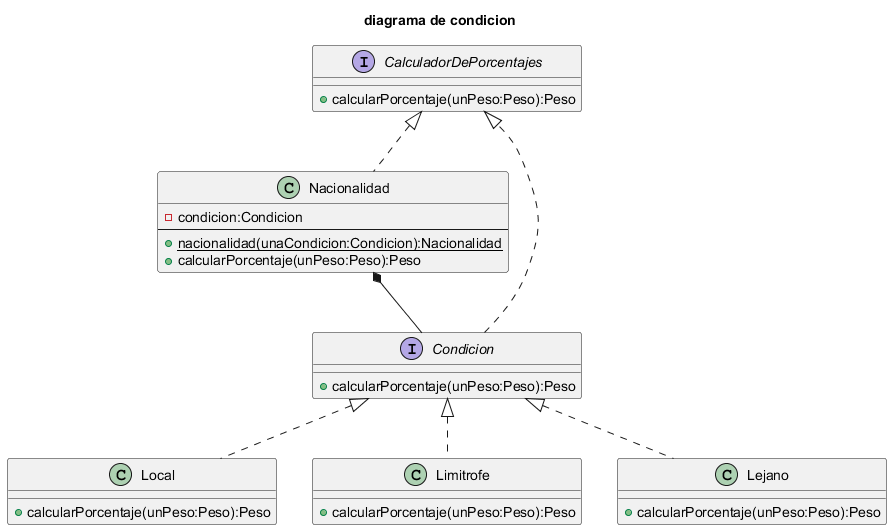 diagrama de condicion
I CalculadorDePorcentajes
calcularPorcentaje(unPeso:Peso):Peso
C Nacionalidad
condicion:Condicion
nacionalidad(unaCondicion:Condicion):Nacionalidad
calcularPorcentaje(unPeso:Peso):Peso
I Condicion
calcularPorcentaje(unPeso:Peso):Peso
C Local
calcularPorcentaje(unPeso:Peso):Peso
C Limitrofe
calcularPorcentaje(unPeso:Peso):Peso
C Lejano
calcularPorcentaje(unPeso:Peso):Peso